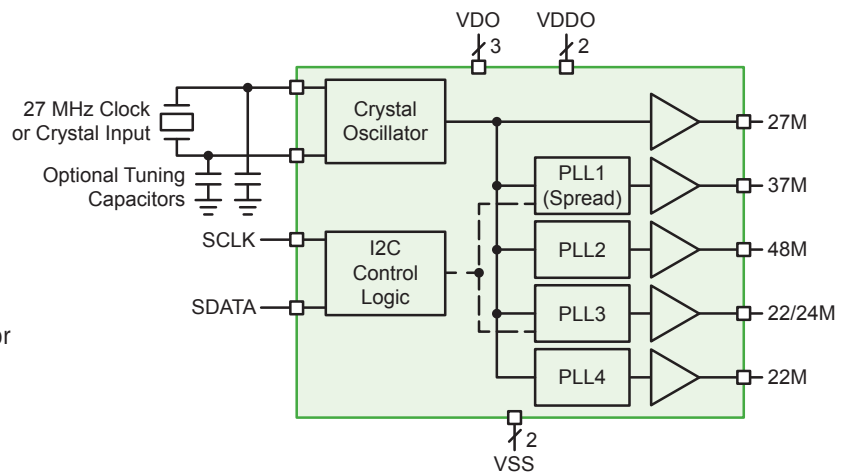 VDO
3
VDDO
2
27 MHz Clock
or Crystal Input
Optional Tuning
Capacitors
Crystal
Oscillator
SCLK
SDATA
I2C
Control
Logic
PLL1
(Spread)
PLL2
PLL3
PLL4
27M
37M
48M
22/24M
22M
2
VSS
or